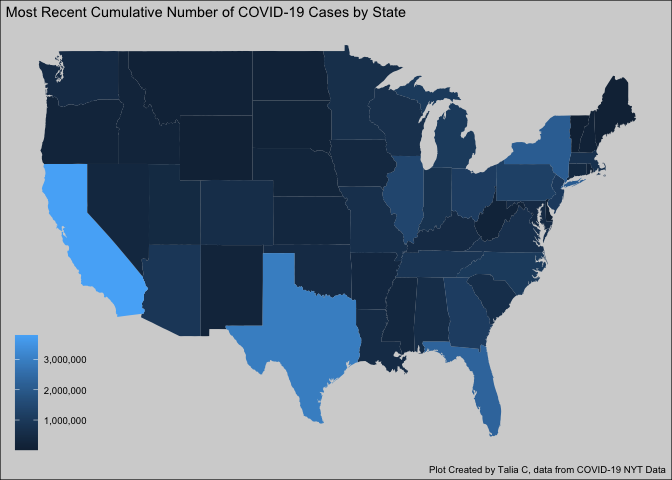 Most Recent Cumulative Number of COVID-19 Cases by State
3,000,000
2,000,000
1,000,000
Plot Created by Talia C, data from COVID-19 NYT Data